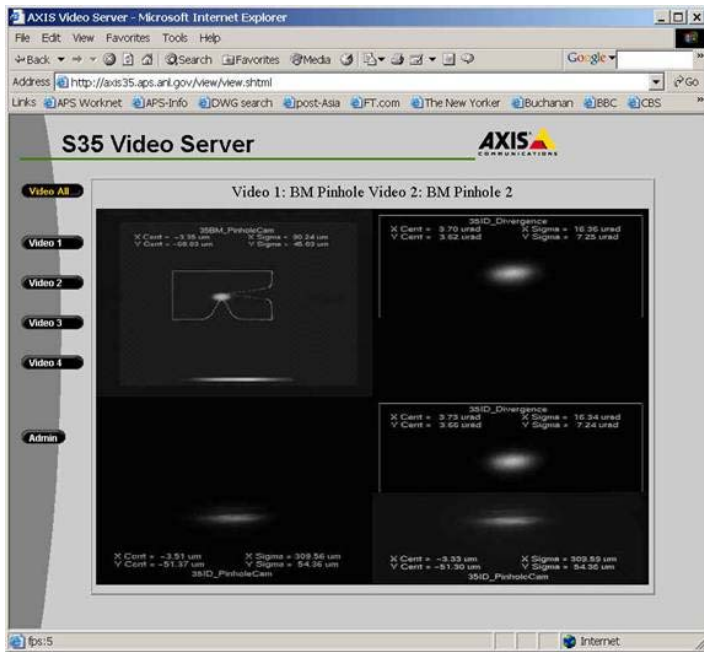 AXIS Video Server - Microsoft Internet Explorer
File Edit View Favorites Tools Help
Back Search Favorites Media Google
Address http://axis35.aps.anl.gov/view/view.shtml Go
Links APS Worknet APS-Info DWG search post-Asia FT.com The New Yorker Buchanan BBC CBS
S35 Video Server
AXIS
COMMUNICATIONS
Video All
Video 1: BM Pinhole Video 2: BM Pinhole 2
Video 1
Video 2
Video 3
Video 4
Admin
35BM_PinholeCam
X Cent = -3.35 um X Sigma = 90.24 um
Y Cent = um Y Sigma = um
35ID_Divergence
X Cent = 3.70 urad X Sigma = 16.36 urad
Y Cent = 3.62 urad Y Sigma = 7.25 urad
35ID_Divergence
X Cent = 3.73 urad X Sigma = 16.34 urad
Y Cent = 3.66 urad Y Sigma = 7.24 urad
X Cent = -3.51 um X Sigma = 309.56 um
Y Cent = -51.37 um Y Sigma = 54.36 um
35ID_PinholeCam
X Cent = -3.33 um X Sigma = 309.59 um
Y Cent = -51.30 um Y Sigma = 54.36 um
35ID_PinholeCam
fps:5 Internet